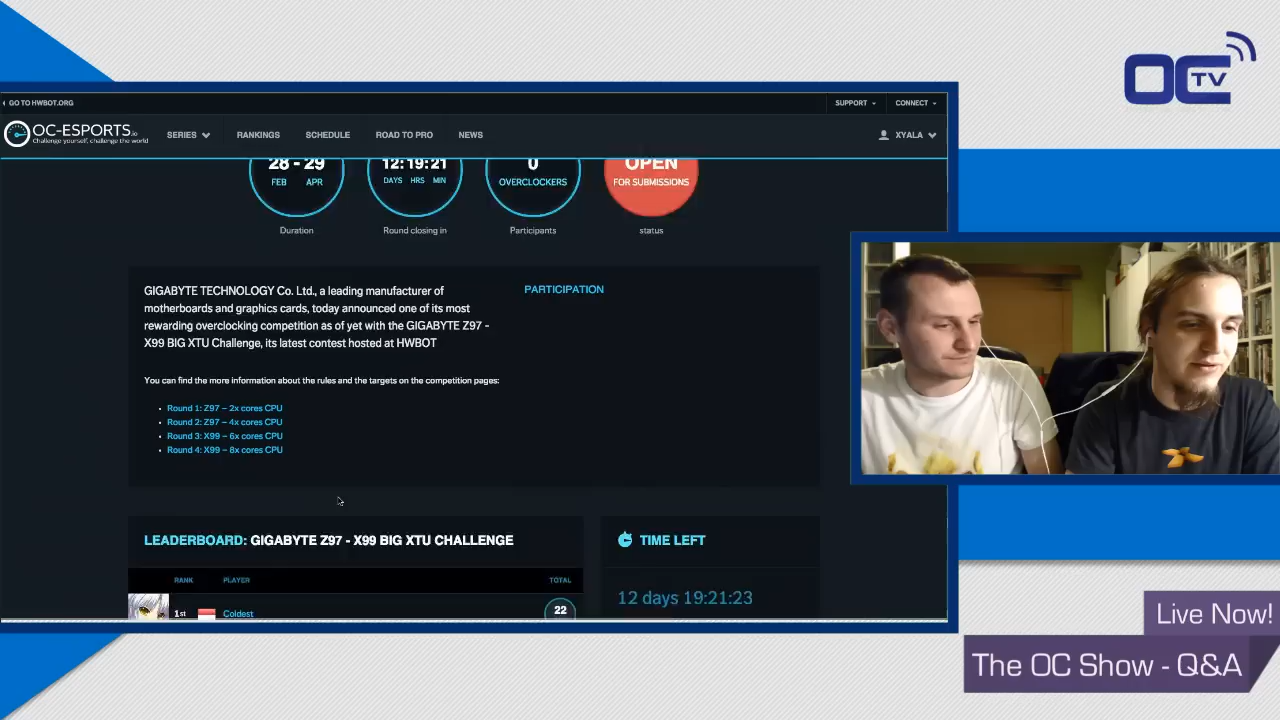 OC TV
GO TO HWBOT.ORG
SUPPORT
CONNECT
OC-ESPORTS.io
Challenge yourself, challenge the world
SERIES
RANKINGS
SCHEDULE
ROAD TO PRO
NEWS
XYALA
28 - 29
FEB APR
Duration
12:19:21
DAYS HRS MIN
Round closing in
0
OVERCLOCKERS
Participants
OPEN
FOR SUBMISSIONS
status
GIGABYTE TECHNOLOGY Co. Ltd., a leading manufacturer of
motherboards and graphics cards, today announced one of its most
rewarding overclocking competition as of yet with the GIGABYTE Z97 -
X99 BIG XTU Challenge, its latest contest hosted at HWBOT
PARTICIPATION
You can find the more information about the rules and the targets on the competition pages:
Round 1: Z97 – 2x cores CPU
Round 2: Z97 – 4x cores CPU
Round 3: X99 – 6x cores CPU
Round 4: X99 – 8x cores CPU
LEADERBOARD: GIGABYTE Z97 - X99 BIG XTU CHALLENGE
RANK PLAYER TOTAL
1st Coldest 22
TIME LEFT
12 days 19:21:23
Live Now!
The OC Show - Q&A